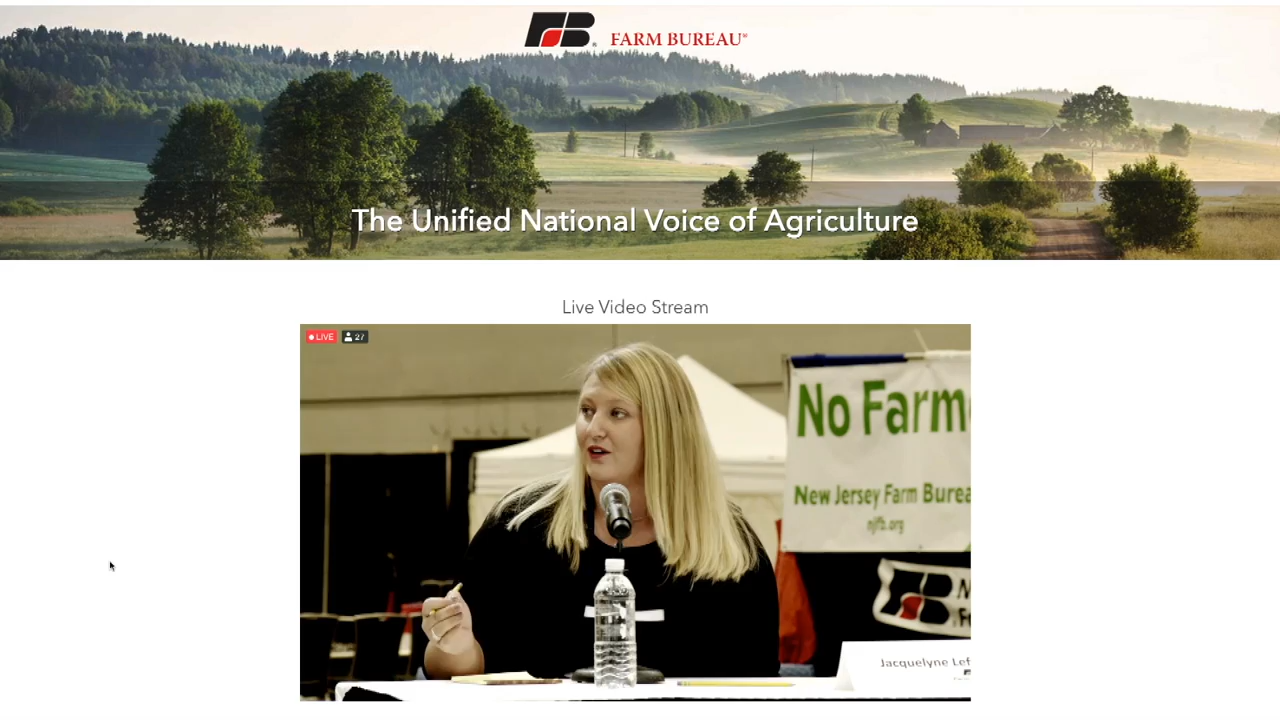 FB
FARM BUREAU
The Unified National Voice of Agriculture
Live Video Stream
LIVE 27
No Farm
New Jersey Farm Burea
njfb.org
Jacquelyne Lef